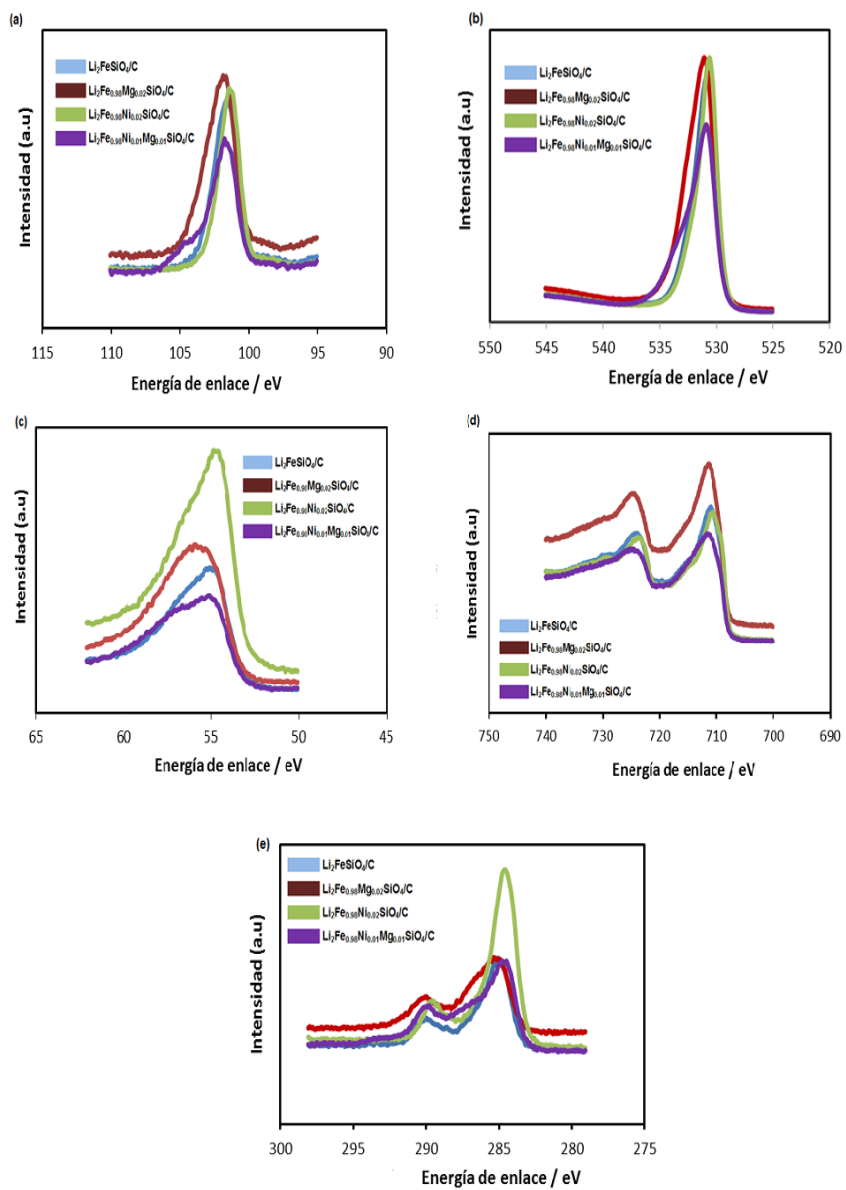 (a)
Li₂FeSiO₄/C
Li₂Fe₀.₉₈Mg₀.₀₂SiO₄/C
Li₂Fe₀.₉₈Ni₀.₀₂SiO₄/C
Li₂Fe₀.₉₈Ni₀.₀₁Mg₀.₀₁SiO₄/C
Intensidad (a.u)
115 110 105 100 95 90
Energía de enlace / eV
(b)
Li₂FeSiO₄/C
Li₂Fe₀.₉₈Mg₀.₀₂SiO₄/C
Li₂Fe₀.₉₈Ni₀.₀₂SiO₄/C
Li₂Fe₀.₉₈Ni₀.₀₁Mg₀.₀₁SiO₄/C
Intensidad (a.u)
550 545 540 535 530 525 520
Energía de enlace / eV
(c)
Li₂FeSiO₄/C
Li₂Fe₀.₉₈Mg₀.₀₂SiO₄/C
Li₂Fe₀.₉₈Ni₀.₀₂SiO₄/C
Li₂Fe₀.₉₈Ni₀.₀₁Mg₀.₀₁SiO₄/C
Intensidad (a.u)
65 60 55 50 45
Energía de enlace / eV
(d)
Li₂FeSiO₄/C
Li₂Fe₀.₉₈Mg₀.₀₂SiO₄/C
Li₂Fe₀.₉₈Ni₀.₀₂SiO₄/C
Li₂Fe₀.₉₈Ni₀.₀₁Mg₀.₀₁SiO₄/C
Intensidad (a.u)
750 740 730 720 710 700 690
Energía de enlace / eV
(e)
Li₂FeSiO₄/C
Li₂Fe₀.₉₈Mg₀.₀₂SiO₄/C
Li₂Fe₀.₉₈Ni₀.₀₂SiO₄/C
Li₂Fe₀.₉₈Ni₀.₀₁Mg₀.₀₁SiO₄/C
Intensidad (a.u)
300 295 290 285 280 275
Energía de enlace / eV